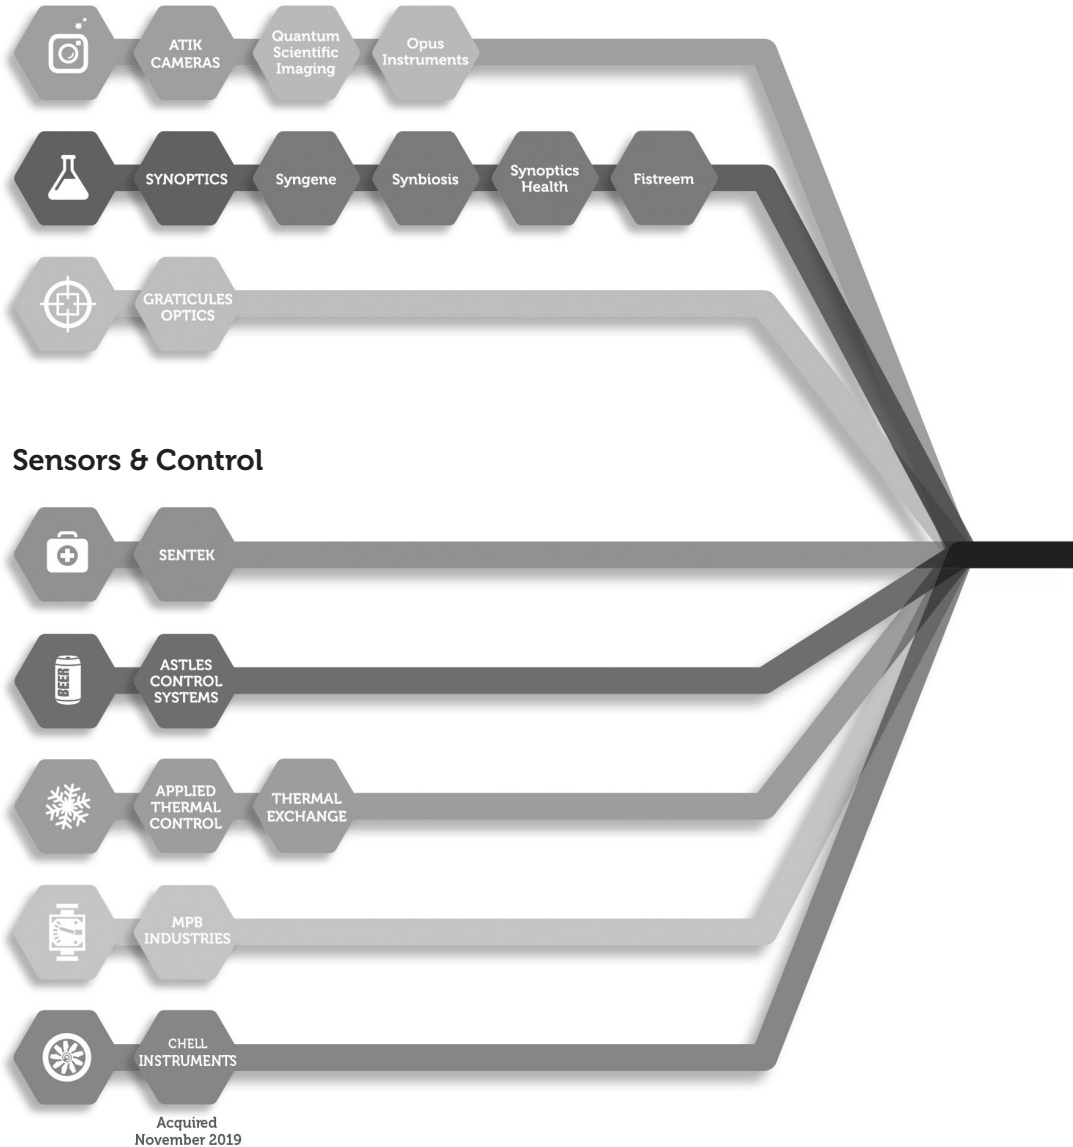 ATIK
CAMERAS
Quantum
Scientific
Imaging
Opus
Instruments
SYNOPTICS
Syngene
Synbiosis
Synoptics
Health
Fistreem
GRATICULES
OPTICS
Sensors & Control
SENTEK
BEER
ASTLES
CONTROL
SYSTEMS
APPLIED
THERMAL
CONTROL
THERMAL
EXCHANGE
MPB
INDUSTRIES
CHELL
INSTRUMENTS
Acquired
November 2019